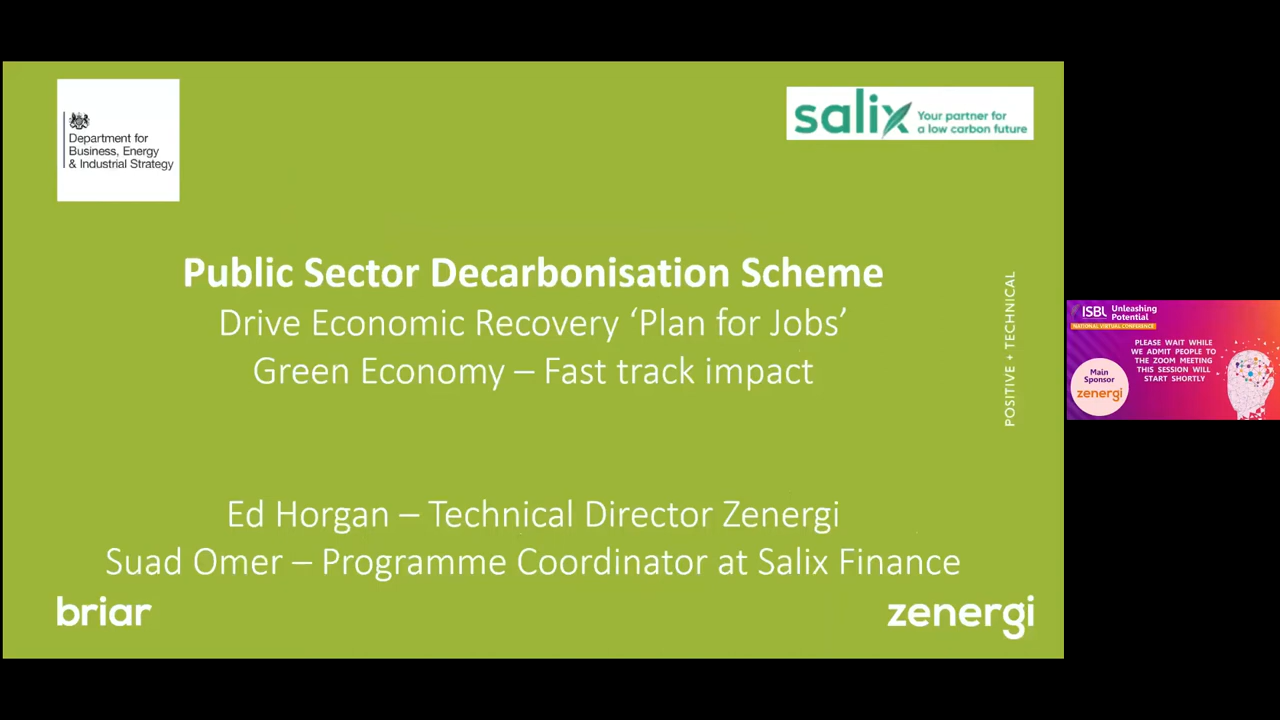 Department for
Business, Energy
& Industrial Strategy
salix
Your partner for
a low carbon future
Public Sector Decarbonisation Scheme
Drive Economic Recovery ‘Plan for Jobs’
Green Economy – Fast track impact
POSITIVE + TECHNICAL
Ed Horgan – Technical Director Zenergi
Suad Omer – Programme Coordinator at Salix Finance
briar
zenergi
ISBL Unleashing
Potential
NATIONAL VIRTUAL CONFERENCE
PLEASE WAIT WHILE
WE ADMIT PEOPLE TO
THE ZOOM MEETING
THIS SESSION WILL
START SHORTLY
Main
Sponsor
zenergi